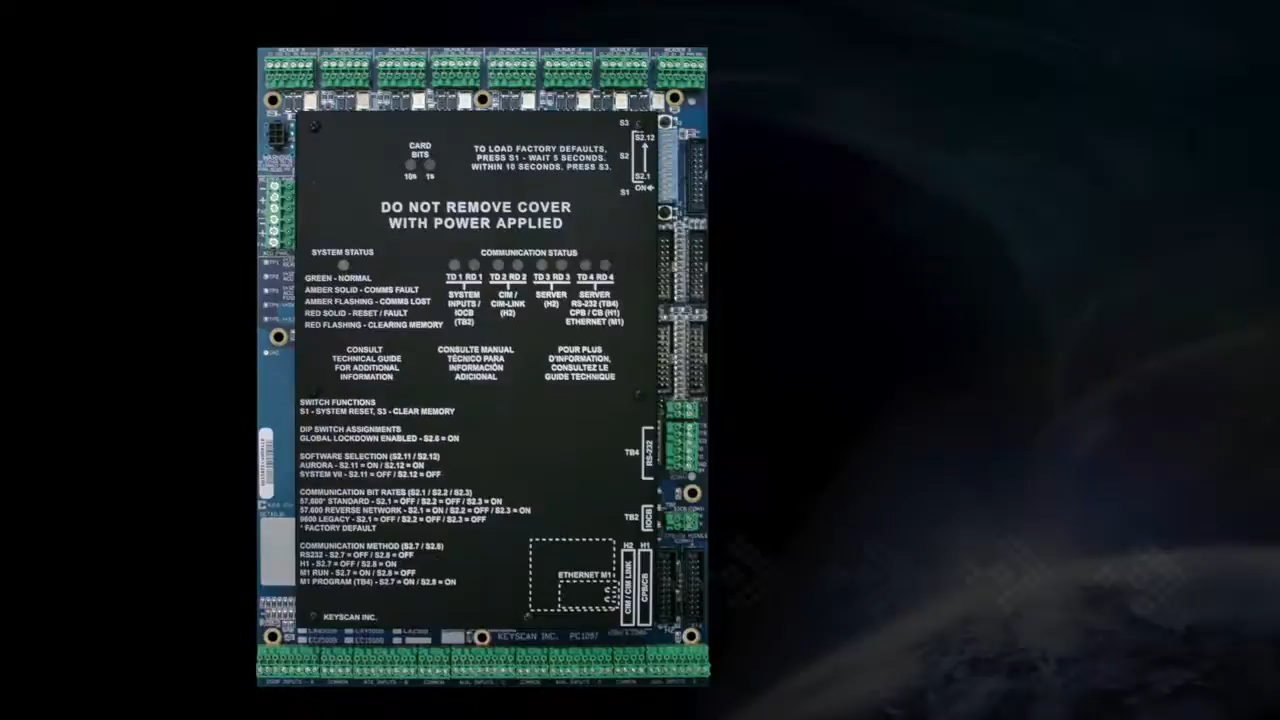 S3
S2.12
CARD
BITS
TO LOAD FACTORY DEFAULTS,
PRESS S1 - WAIT 5 SECONDS.
WITHIN 10 SECONDS, PRESS S3.
S2
10s 1s
S2.1
ON
S1
DO NOT REMOVE COVER
WITH POWER APPLIED
SYSTEM STATUS
COMMUNICATION STATUS
GREEN - NORMAL
AMBER SOLID - COMMS FAULT
AMBER FLASHING - COMMS LOST
RED SOLID - RESET / FAULT
RED FLASHING - CLEARING MEMORY
TD 1 RD 1 TD 2 RD 2 TD 3 RD 3 TD 4 RD 4
SYSTEM
INPUTS /
IOCB
(TB2)
CIM /
CIM-LINK
(H2)
SERVER
(H2)
SERVER
RS-232 (TB4)
CPB / CB (H1)
ETHERNET (M1)
CONSULT
TECHNICAL GUIDE
FOR ADDITIONAL
INFORMATION
CONSULTE MANUAL
TÉCNICO PARA
INFORMACIÓN
ADICIONAL
POUR PLUS
D'INFORMATION,
CONSULTEZ LE
GUIDE TECHNIQUE
SWITCH FUNCTIONS
S1 - SYSTEM RESET, S3 - CLEAR MEMORY
DIP SWITCH ASSIGNMENTS
GLOBAL LOCKDOWN ENABLED - S2.6 = ON
SOFTWARE SELECTION (S2.11 / S2.12)
AURORA - S2.11 = ON / S2.12 = ON
SYSTEM VII - S2.11 = OFF / S2.12 = OFF
COMMUNICATION BIT RATES (S2.1 / S2.2 / S2.3)
57,600* STANDARD - S2.1 = OFF / S2.2 = OFF / S2.3 = ON
57,600 REVERSE NETWORK - S2.1 = ON / S2.2 = OFF / S2.3 = ON
9600 LEGACY - S2.1 = OFF / S2.2 = OFF / S2.3 = OFF
* FACTORY DEFAULT
COMMUNICATION METHOD (S2.7 / S2.8)
RS232 - S2.7 = OFF / S2.8 = OFF
H1 - S2.7 = OFF / S2.8 = ON
M1 RUN - S2.7 = ON / S2.8 = OFF
M1 PROGRAM (TB4) - S2.7 = ON / S2.8 = ON
TB4
RS-232
TB2
IOCB
H2 H1
CIM / CIM LINK
CPB/CB
ETHERNET M1
KEYSCAN INC.
KEYSCAN INC. PC1097